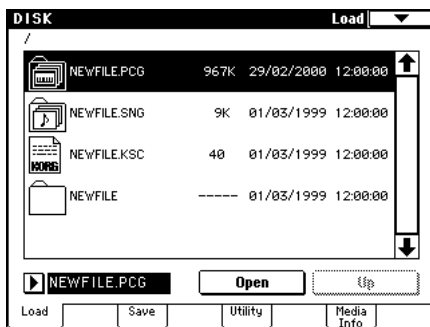 DISK Load
/
NEWFILE.PCG 967K 29/02/2000 12:00:00
NEWFILE.SNG 9K 01/03/1999 12:00:00
KORG NEWFILE.KSC 40 01/03/1999 12:00:00
NEWFILE ----- 01/03/1999 12:00:00
NEWFILE.PCG Open Up
Load Save Utility Media Info